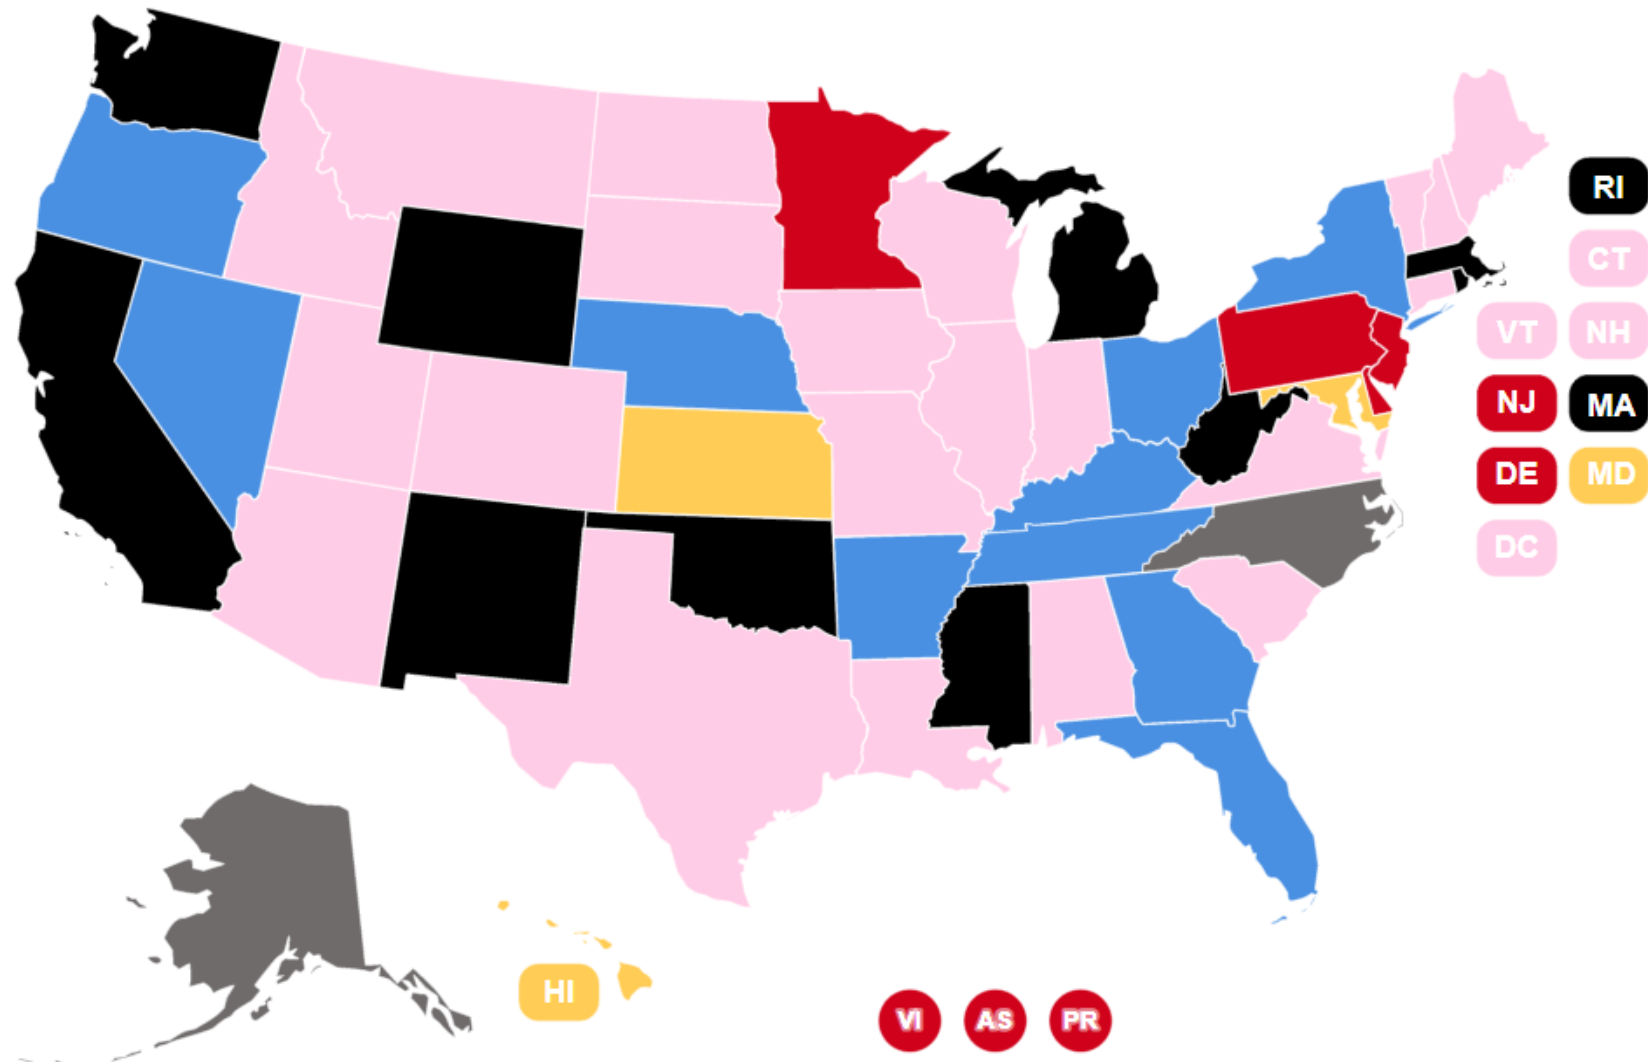 RI
CT
VT NH
NJ MA
DE MD
DC
HI
VI AS PR